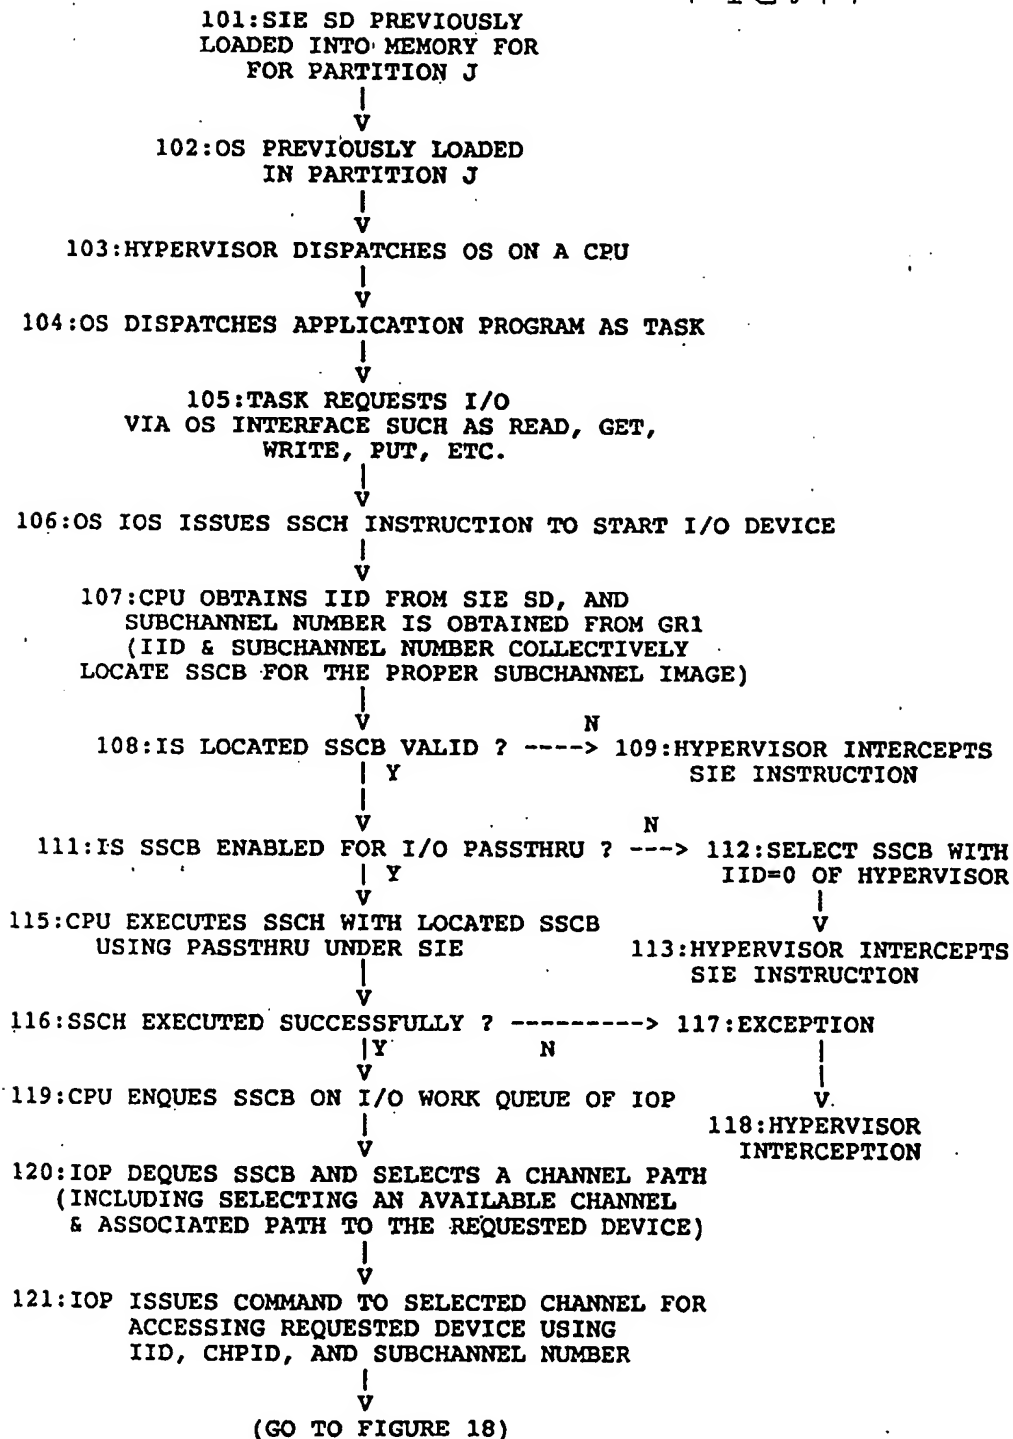 101:SIE SD PREVIOUSLY
LOADED INTO MEMORY FOR
FOR PARTITION J
|
V
102:OS PREVIOUSLY LOADED
IN PARTITION J
|
V
103:HYPERVISOR DISPATCHES OS ON A CPU
|
V
104:OS DISPATCHES APPLICATION PROGRAM AS TASK
|
V
105:TASK REQUESTS I/O
VIA OS INTERFACE SUCH AS READ, GET,
WRITE, PUT, ETC.
|
V
106:OS IOS ISSUES SSCH INSTRUCTION TO START I/O DEVICE
|
V
107:CPU OBTAINS IID FROM SIE SD, AND
SUBCHANNEL NUMBER IS OBTAINED FROM GR1
(IID & SUBCHANNEL NUMBER COLLECTIVELY
LOCATE SSCB FOR THE PROPER SUBCHANNEL IMAGE)
|
V N
108:IS LOCATED SSCB VALID ? ----> 109:HYPERVISOR INTERCEPTS
| Y SIE INSTRUCTION
|
V N
111:IS SSCB ENABLED FOR I/O PASSTHRU ? ---> 112:SELECT SSCB WITH
| Y IID=0 OF HYPERVISOR
V |
115:CPU EXECUTES SSCH WITH LOCATED SSCB V
USING PASSTHRU UNDER SIE 113:HYPERVISOR INTERCEPTS
| SIE INSTRUCTION
V
116:SSCH EXECUTED SUCCESSFULLY ? ---------> 117:EXCEPTION
|Y N |
V |
119:CPU ENQUES SSCB ON I/O WORK QUEUE OF IOP V
| 118:HYPERVISOR
V INTERCEPTION
120:IOP DEQUES SSCB AND SELECTS A CHANNEL PATH
(INCLUDING SELECTING AN AVAILABLE CHANNEL
& ASSOCIATED PATH TO THE REQUESTED DEVICE)
|
V
121:IOP ISSUES COMMAND TO SELECTED CHANNEL FOR
ACCESSING REQUESTED DEVICE USING
IID, CHPID, AND SUBCHANNEL NUMBER
|
V
(GO TO FIGURE 18)